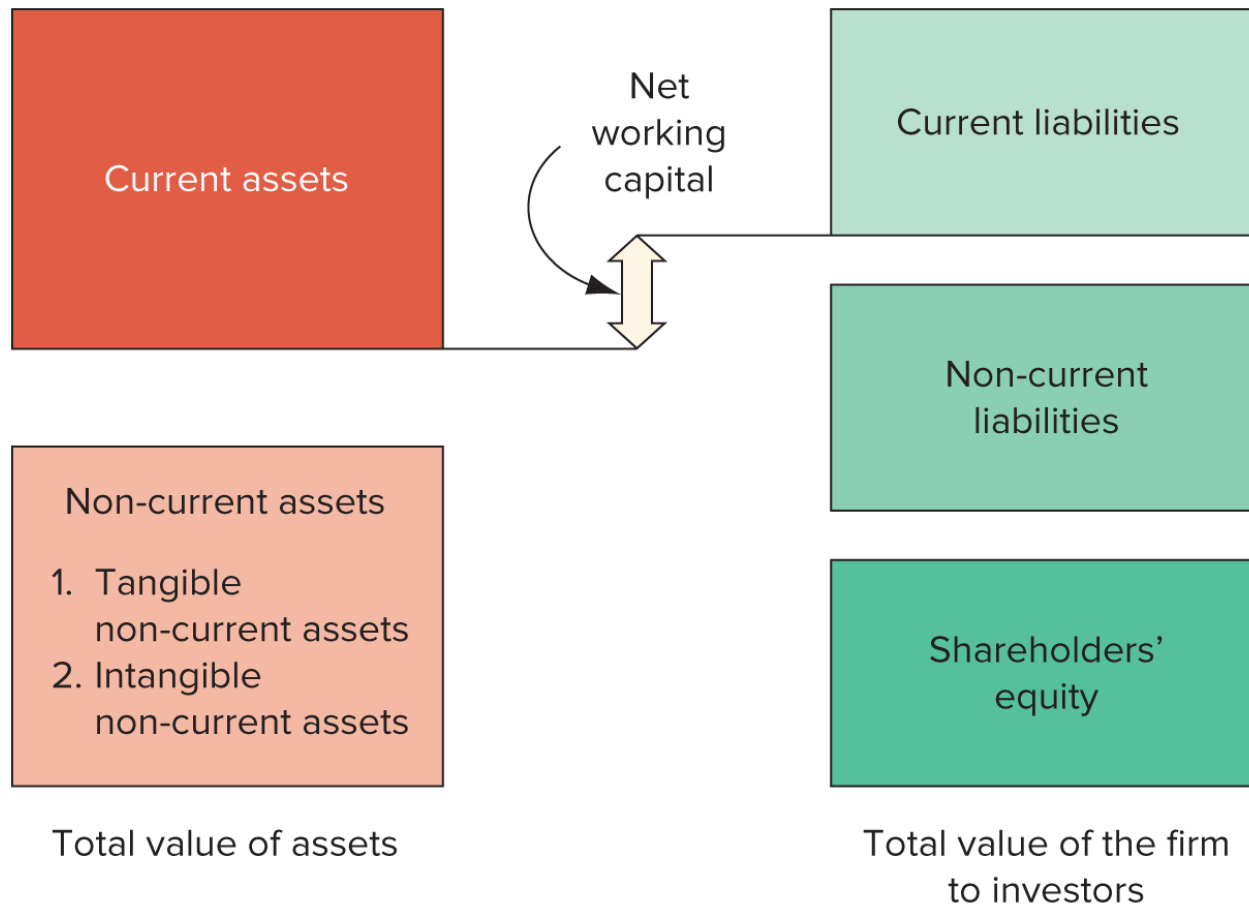 Current assets
Net
working
capital
Current liabilities
Non-current
liabilities
Non-current assets
1. Tangible
non-current assets
2. Intangible
non-current assets
Shareholders’
equity
Total value of assets
Total value of the firm
to investors